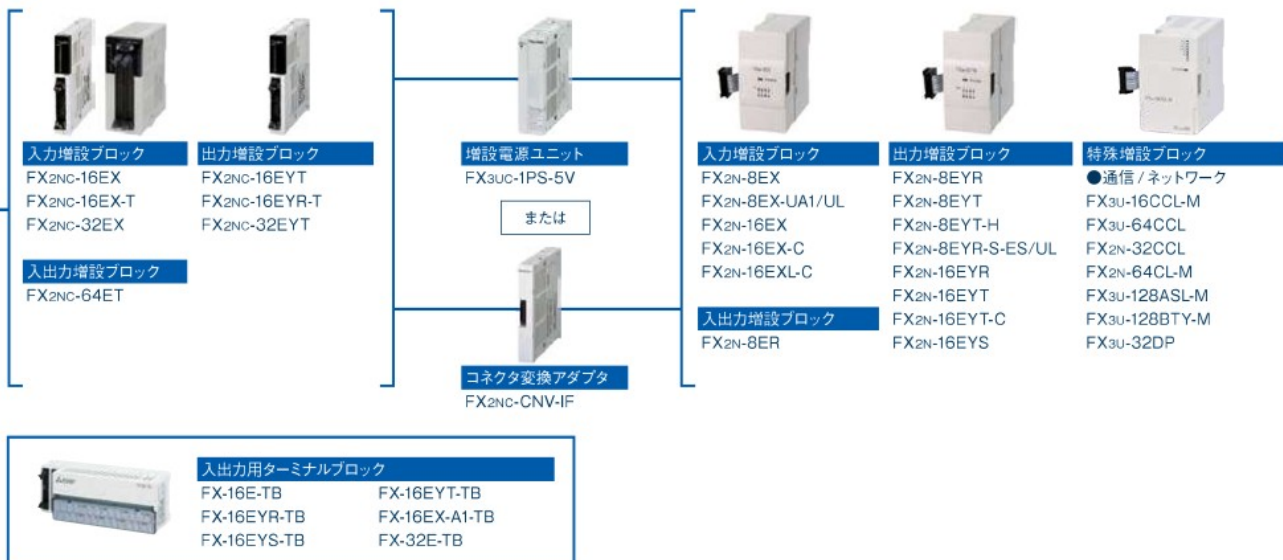 入力増設ブロック
FX2NC-16EX
FX2NC-16EX-T
FX2NC-32EX
入出力増設ブロック
FX2NC-64ET
出力増設ブロック
FX2NC-16EYT
FX2NC-16EYR-T
FX2NC-32EYT
増設電源ユニット
FX3UC-1PS-5V
または
コネクタ変換アダプタ
FX2NC-CNV-IF
入力増設ブロック
FX2N-8EX
FX2N-8EX-UA1/UL
FX2N-16EX
FX2N-16EX-C
FX2N-16EXL-C
入出力増設ブロック
FX2N-8ER
出力増設ブロック
FX2N-8EYR
FX2N-8EYT
FX2N-8EYT-H
FX2N-8EYR-S-ES/UL
FX2N-16EYR
FX2N-16EYT
FX2N-16EYT-C
FX2N-16EYS
特殊増設ブロック
●通信/ネットワーク
FX3U-16CCL-M
FX3U-64CCL
FX2N-32CCL
FX2N-64CL-M
FX3U-128ASL-M
FX3U-128BTY-M
FX3U-32DP
入出力用ターミナルブロック
FX-16E-TB
FX-16EYR-TB
FX-16EYS-TB
FX-16EYT-TB
FX-16EX-A1-TB
FX-32E-TB